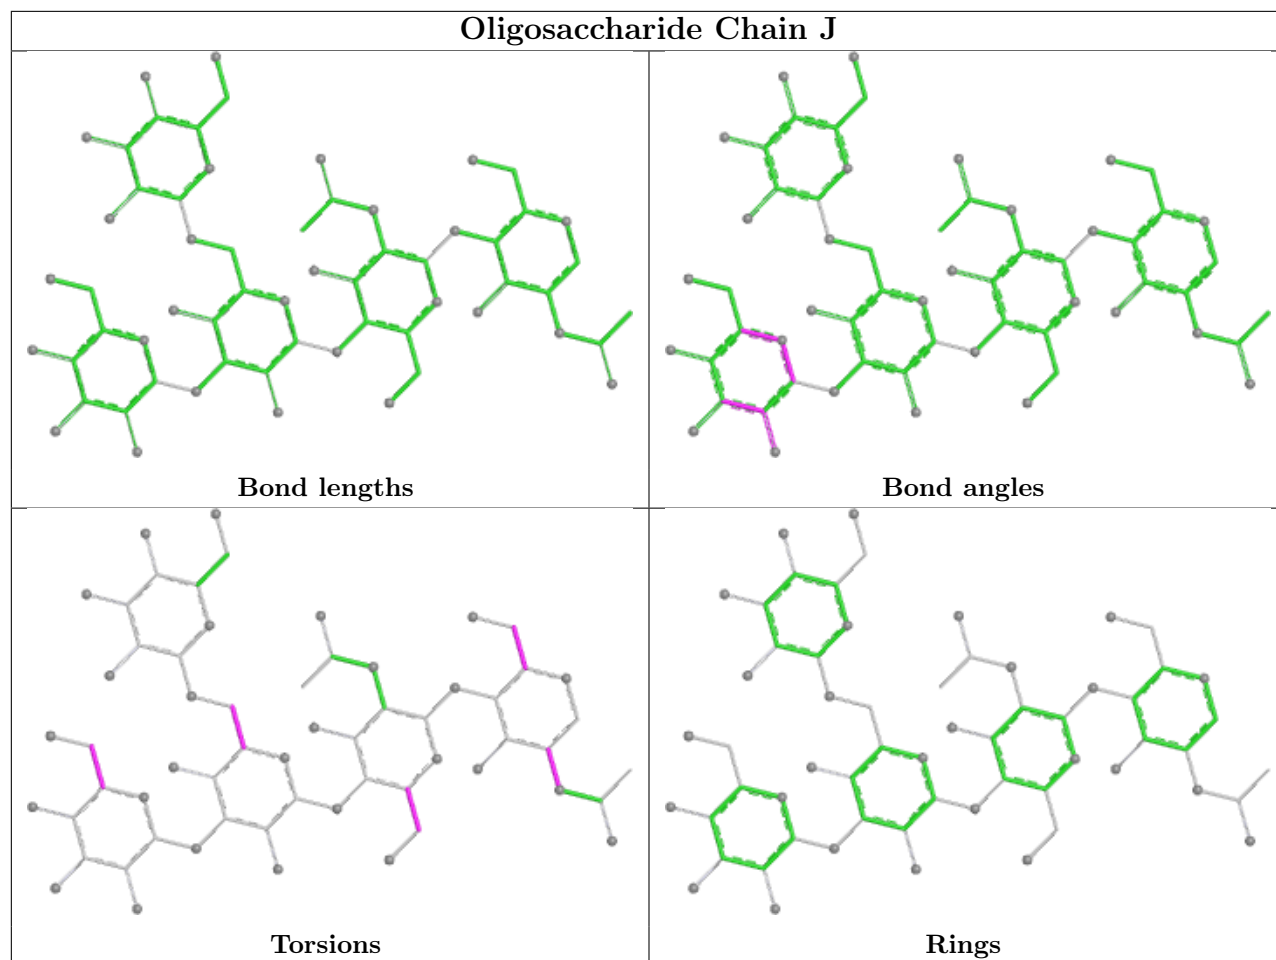 Oligosaccharide Chain J
Bond lengths
Bond angles
Torsions
Rings